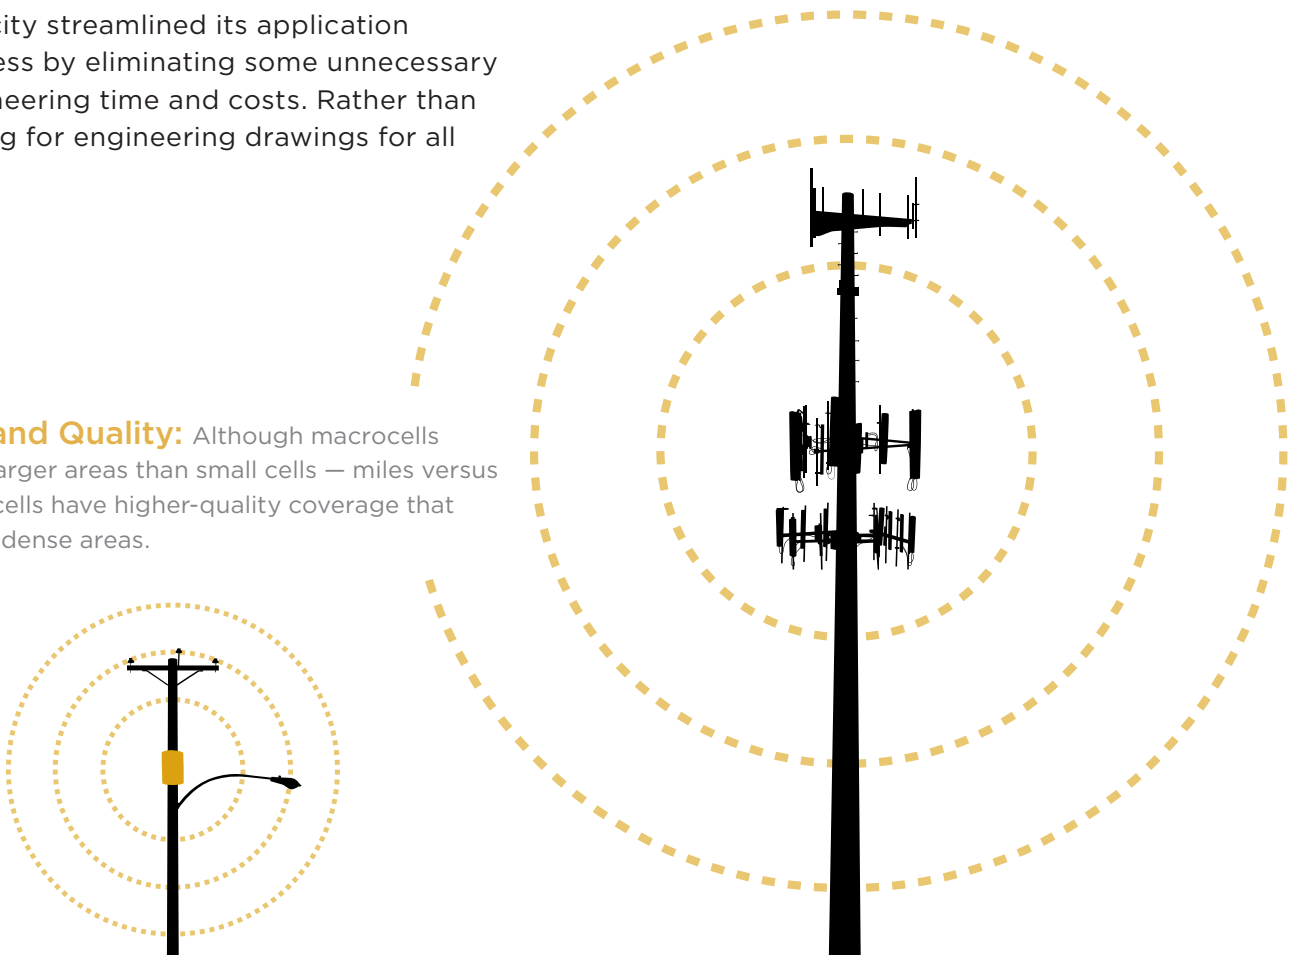 city streamlined its application
ess by eliminating some unnecessary
neering time and costs. Rather than
g for engineering drawings for all
and Quality: Although macrocells
arger areas than small cells — miles versus
cells have higher-quality coverage that
dense areas.